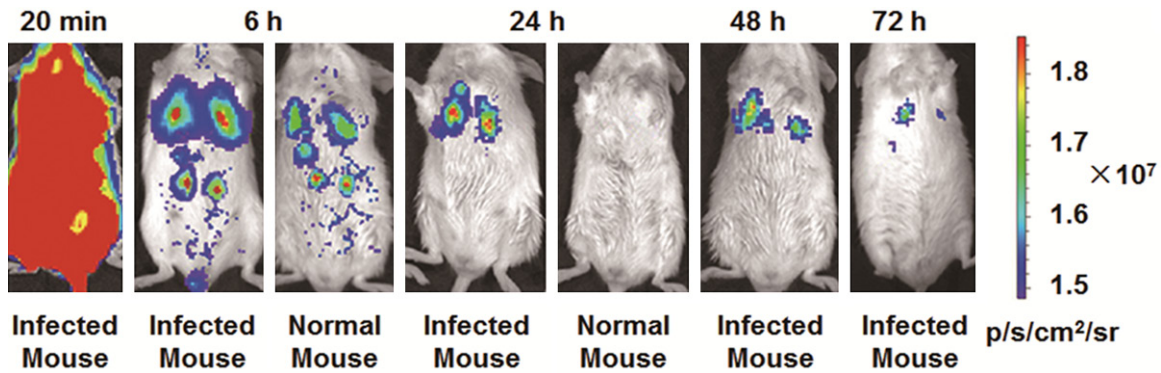 20 min 6 h 24 h 48 h 72 h
1.8
1.7
×10⁷
1.6
1.5
p/s/cm²/sr
Infected Mouse
Infected Mouse
Normal Mouse
Infected Mouse
Normal Mouse
Infected Mouse
Infected Mouse